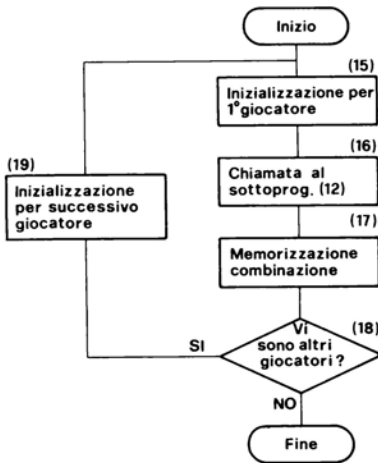 Inizio
(15)
Inizializzazione per
1° giocatore
(16)
Chiamata al
sottoprog. (12)
(17)
Memorizzazione
combinazione
(18)
Vi
sono altri
giocatori?
SI
(19)
Inizializzazione
per successivo
giocatore
NO
Fine